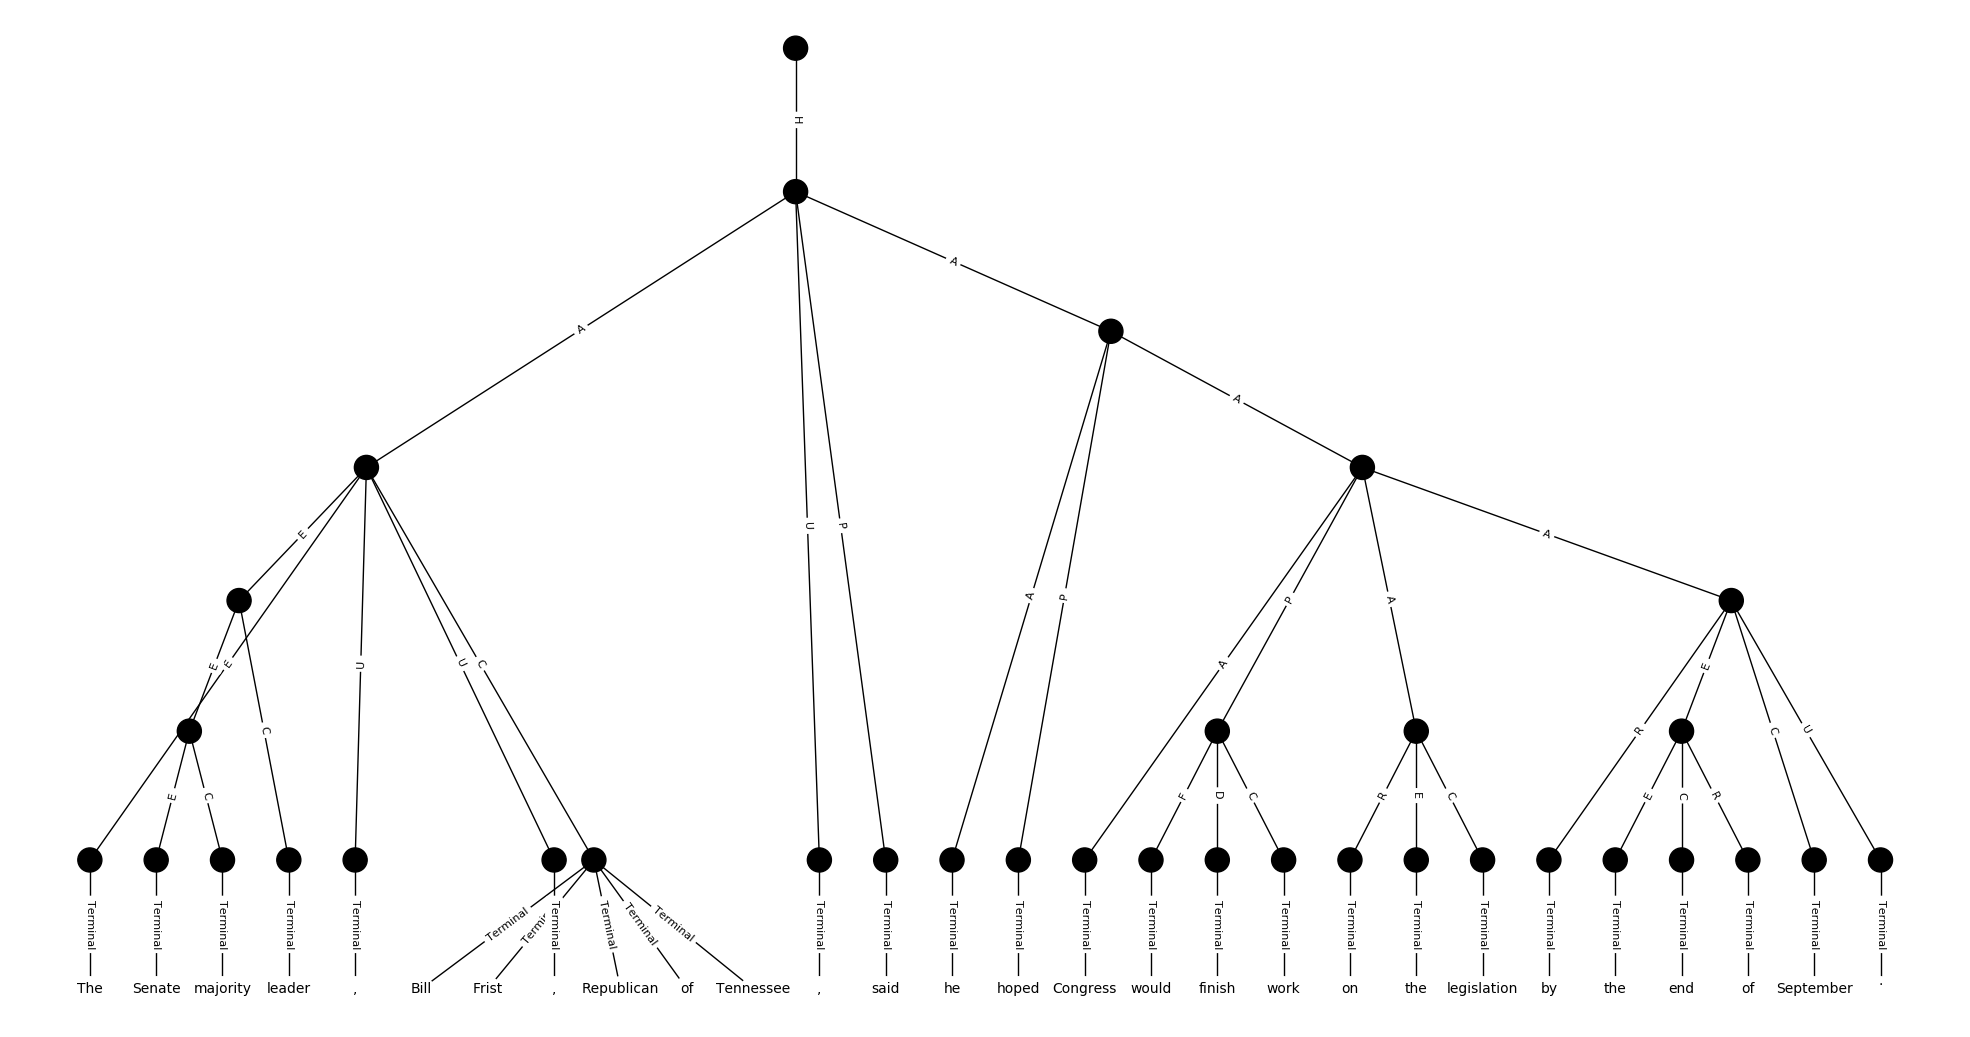 H
A
A
A
E
U
P
A
E
E
U
U
C
A
P
A
P
A
R
E
C
U
E
C
C
F
D
C
R
E
C
E
C
R
Terminal Terminal Terminal Terminal Terminal Terminal Terminal Terminal Terminal Terminal Terminal Terminal Terminal Terminal Terminal Terminal Terminal Terminal Terminal Terminal Terminal Terminal Terminal Terminal Terminal Terminal Terminal Terminal
The Senate majority leader , Bill Frist , Republican of Tennessee , said he hoped Congress would finish work on the legislation by the end of September .